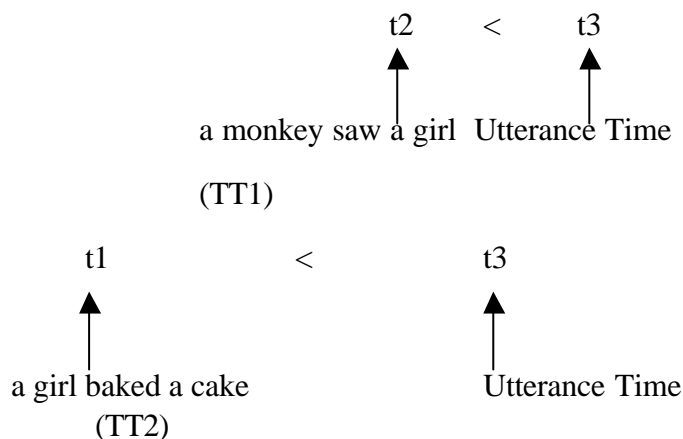 t2 < t3
a monkey saw a girl Utterance Time
(TT1)
t1 < t3
a girl baked a cake Utterance Time
(TT2)